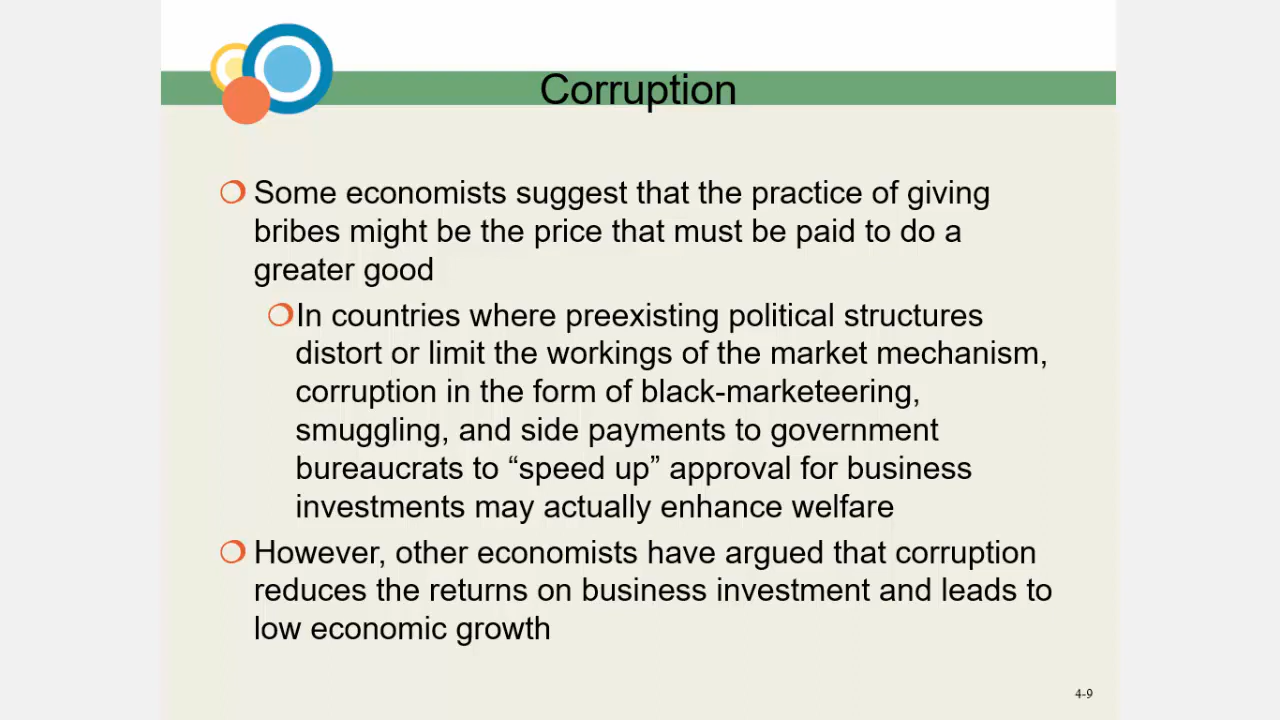 Corruption
Some economists suggest that the practice of giving
bribes might be the price that must be paid to do a
greater good
In countries where preexisting political structures
distort or limit the workings of the market mechanism,
corruption in the form of black-marketeering,
smuggling, and side payments to government
bureaucrats to “speed up” approval for business
investments may actually enhance welfare
However, other economists have argued that corruption
reduces the returns on business investment and leads to
low economic growth
4-9